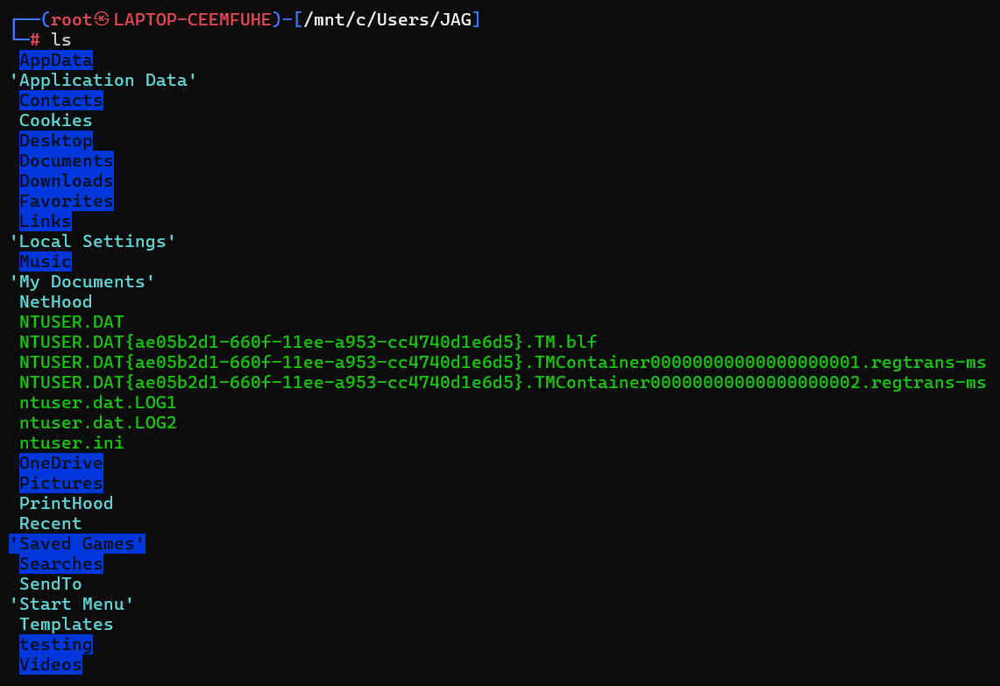 ┌──(root㉿LAPTOP-CEEMFUHE)-[/mnt/c/Users/JAG]
└─# ls
AppData
'Application Data'
Contacts
Cookies
Desktop
Documents
Downloads
Favorites
Links
'Local Settings'
Music
'My Documents'
NetHood
NTUSER.DAT
NTUSER.DAT{ae05b2d1-660f-11ee-a953-cc4740d1e6d5}.TM.blf
NTUSER.DAT{ae05b2d1-660f-11ee-a953-cc4740d1e6d5}.TMContainer00000000000000000001.regtrans-ms
NTUSER.DAT{ae05b2d1-660f-11ee-a953-cc4740d1e6d5}.TMContainer00000000000000000002.regtrans-ms
ntuser.dat.LOG1
ntuser.dat.LOG2
ntuser.ini
OneDrive
Pictures
PrintHood
Recent
'Saved Games'
Searches
SendTo
'Start Menu'
Templates
testing
Videos